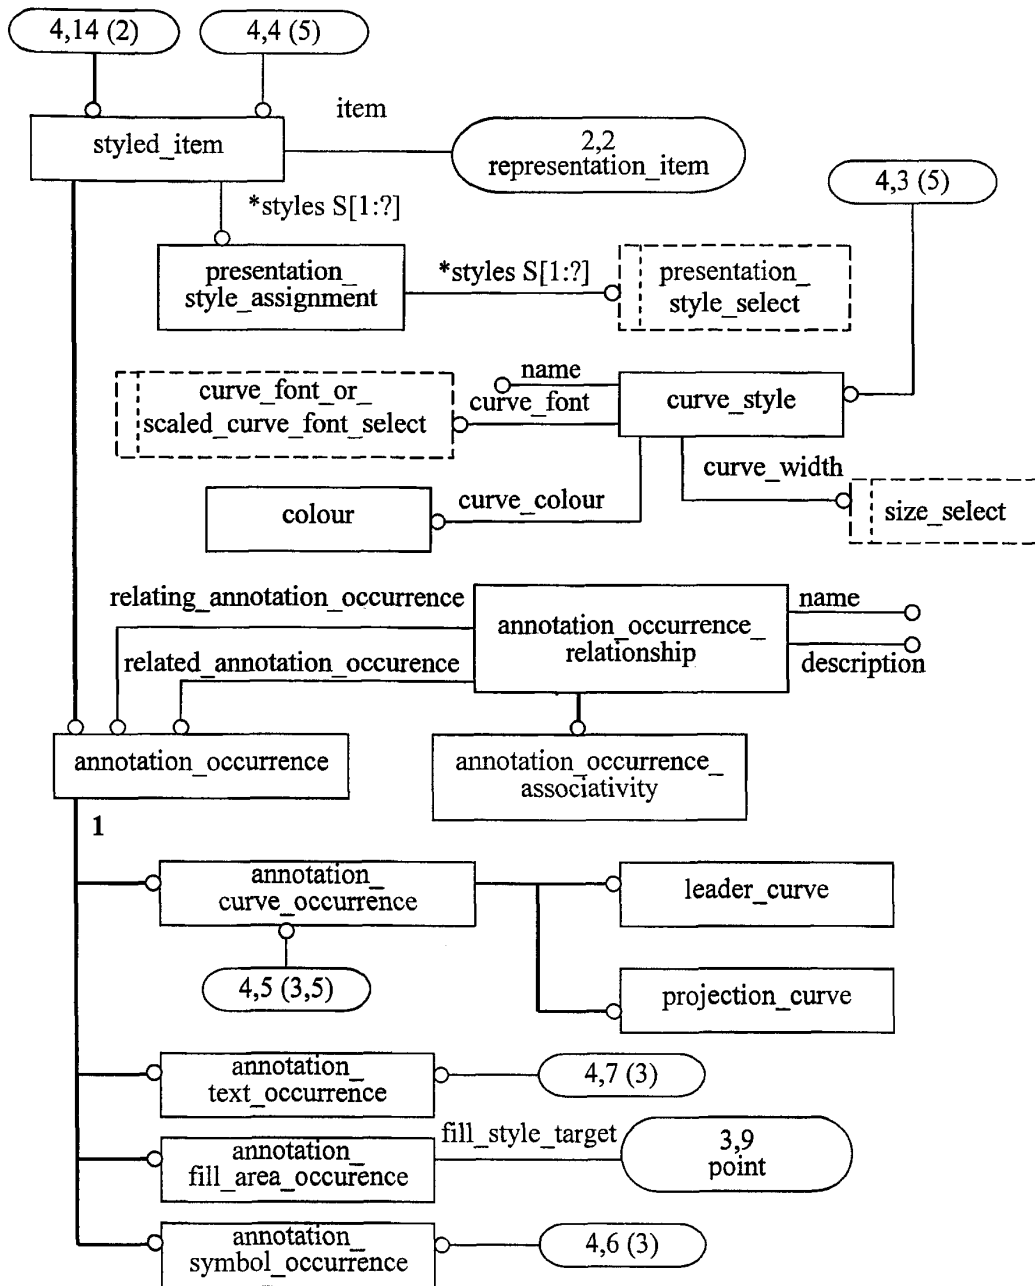 4,14 (2)
4,4 (5)
item
styled_item
2,2
representation_item
4,3 (5)
*styles S[1:?]
presentation_
style_assignment
*styles S[1:?]
presentation_
style_select
name
curve_font_or_
scaled_curve_font_select
curve_font
curve_style
curve_width
colour
curve_colour
size_select
relating_annotation_occurrence
annotation_occurrence_
relationship
name
related_annotation_occurence
description
annotation_occurrence
annotation_occurrence_
associativity
1
annotation_
curve_occurrence
leader_curve
4,5 (3,5)
projection_curve
annotation_
text_occurrence
4,7 (3)
annotation_
fill_area_occurence
fill_style_target
3,9
point
annotation_
symbol_occurrence
4,6 (3)